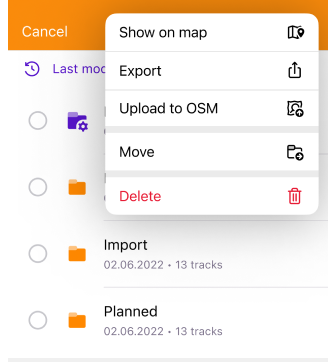 Cancel
Show on map
Last
Export
Upload to OSM
Move
Delete
Import
02.06.2022 • 13 tracks
Planned
02.06.2022 • 13 tracks